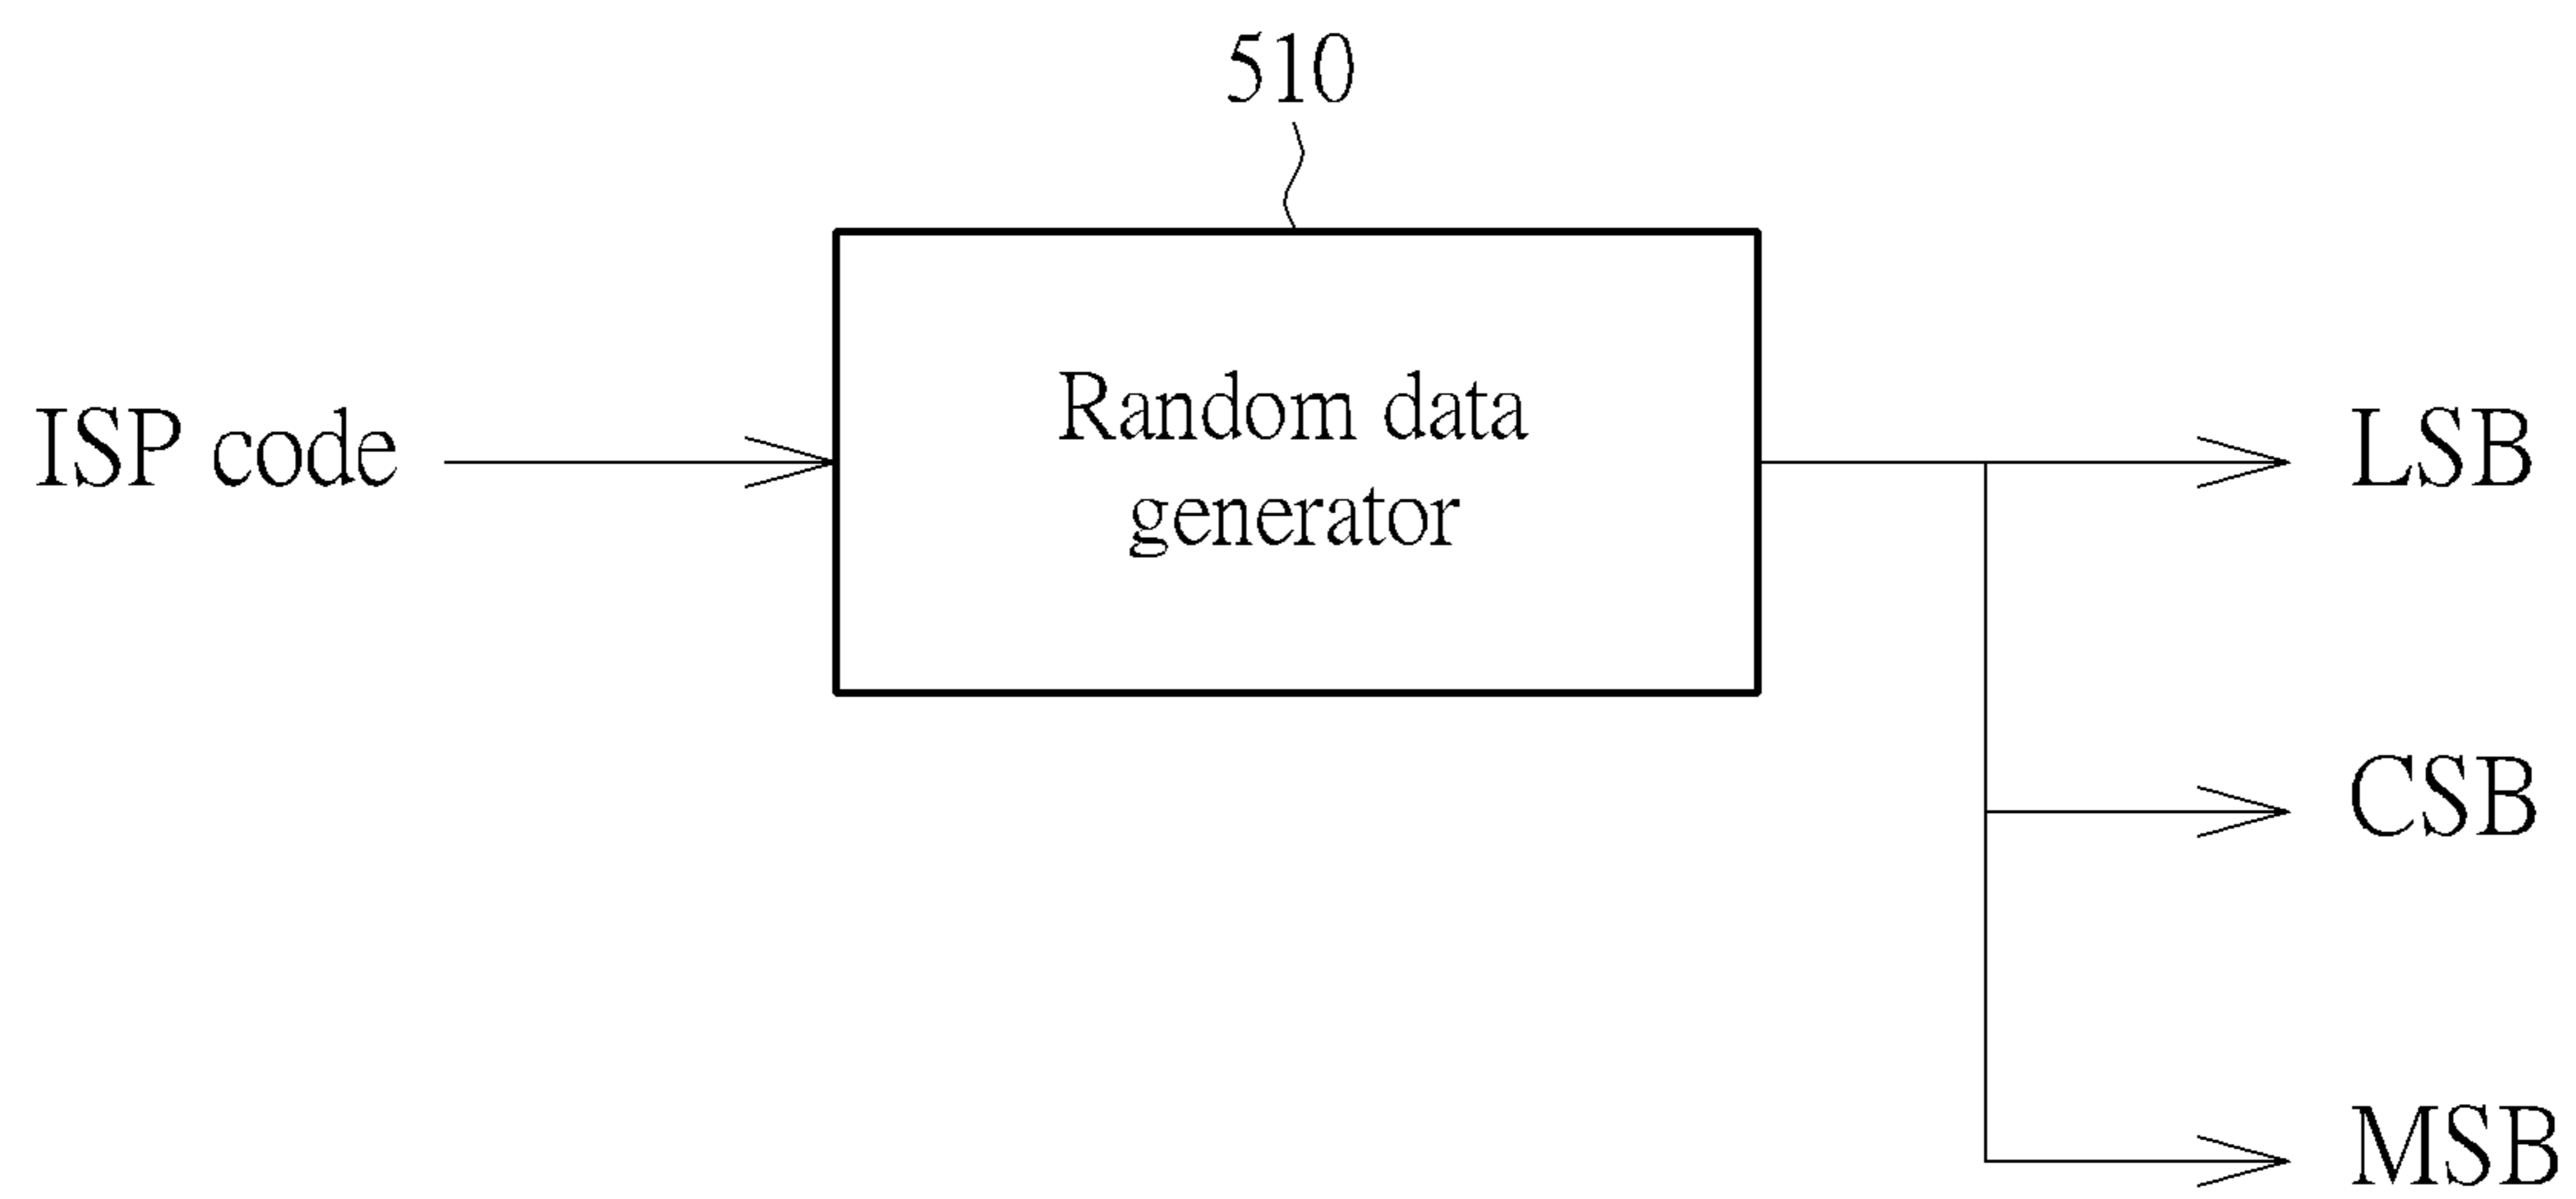 510
ISP code
Random data
generator
LSB
CSB
MSB